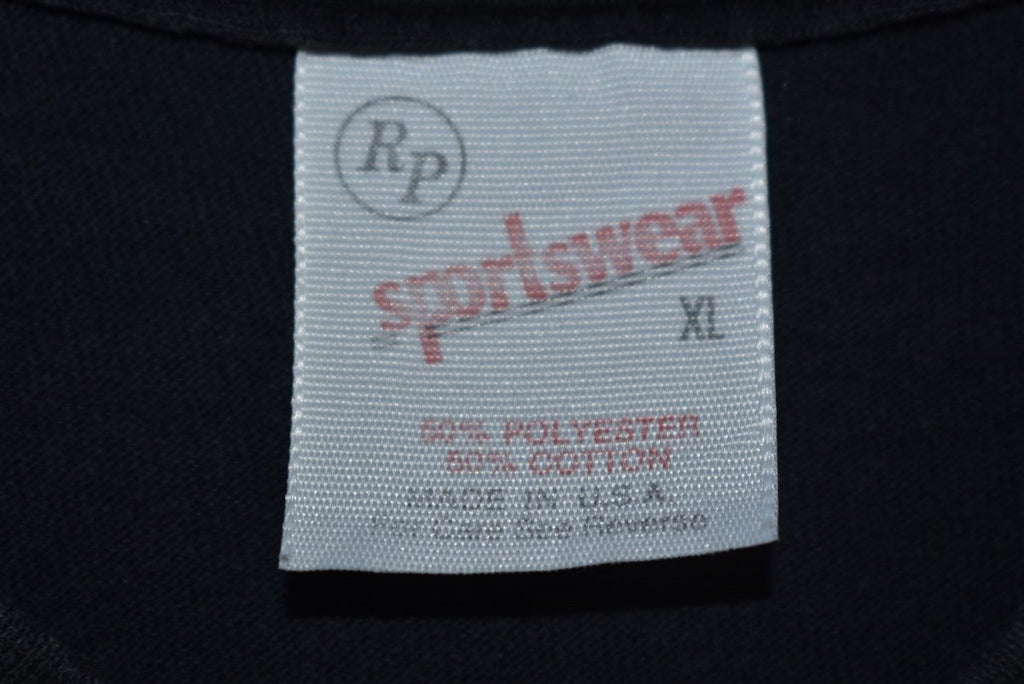 RP
sportswear
XL
50% POLYESTER
50% COTTON
MADE IN U.S.A.
For Care See Reverse